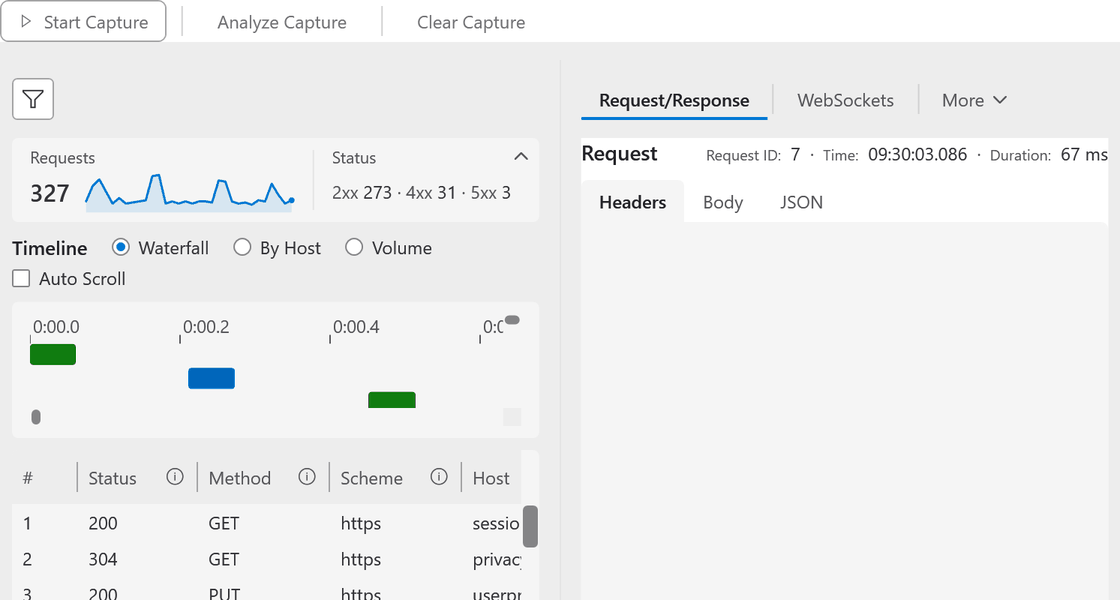 Start Capture
Analyze Capture
Clear Capture
Requests
327
Status
2xx 273 · 4xx 31 · 5xx 3
Timeline
Waterfall
By Host
Volume
Auto Scroll
0:00.0
0:00.2
0:00.4
# Status Method Scheme Host
1 200 GET https
2 304 GET https
3 200 PUT https
Request/Response
WebSockets
More
Request
Request ID: 7 · Time: 09:30:03.086 · Duration: 67 ms
Headers
Body
JSON